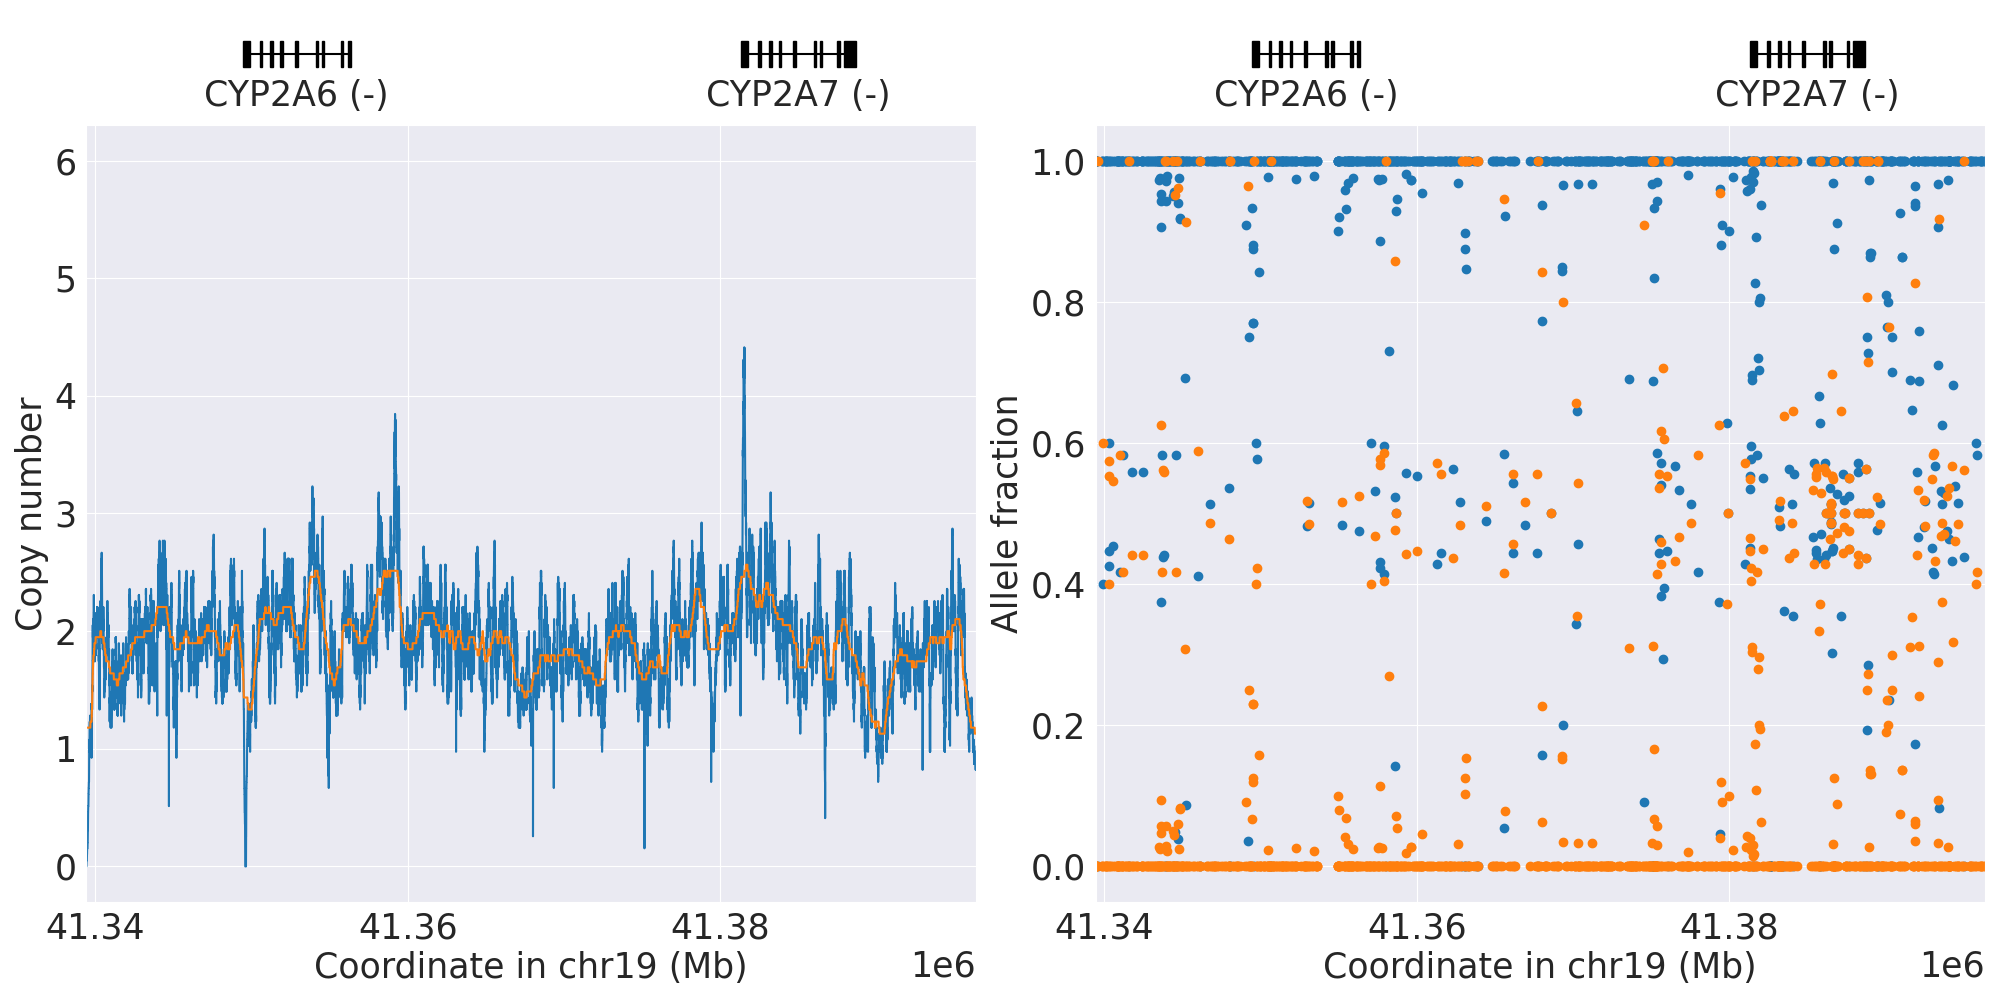 CYP2A6 (-)
CYP2A7 (-)
Copy number
6
5
4
3
2
1
0
41.34
41.36
41.38
Coordinate in chr19 (Mb)
1e6
CYP2A6 (-)
CYP2A7 (-)
Allele fraction
1.0
0.8
0.6
0.4
0.2
0.0
41.34
41.36
41.38
Coordinate in chr19 (Mb)
1e6